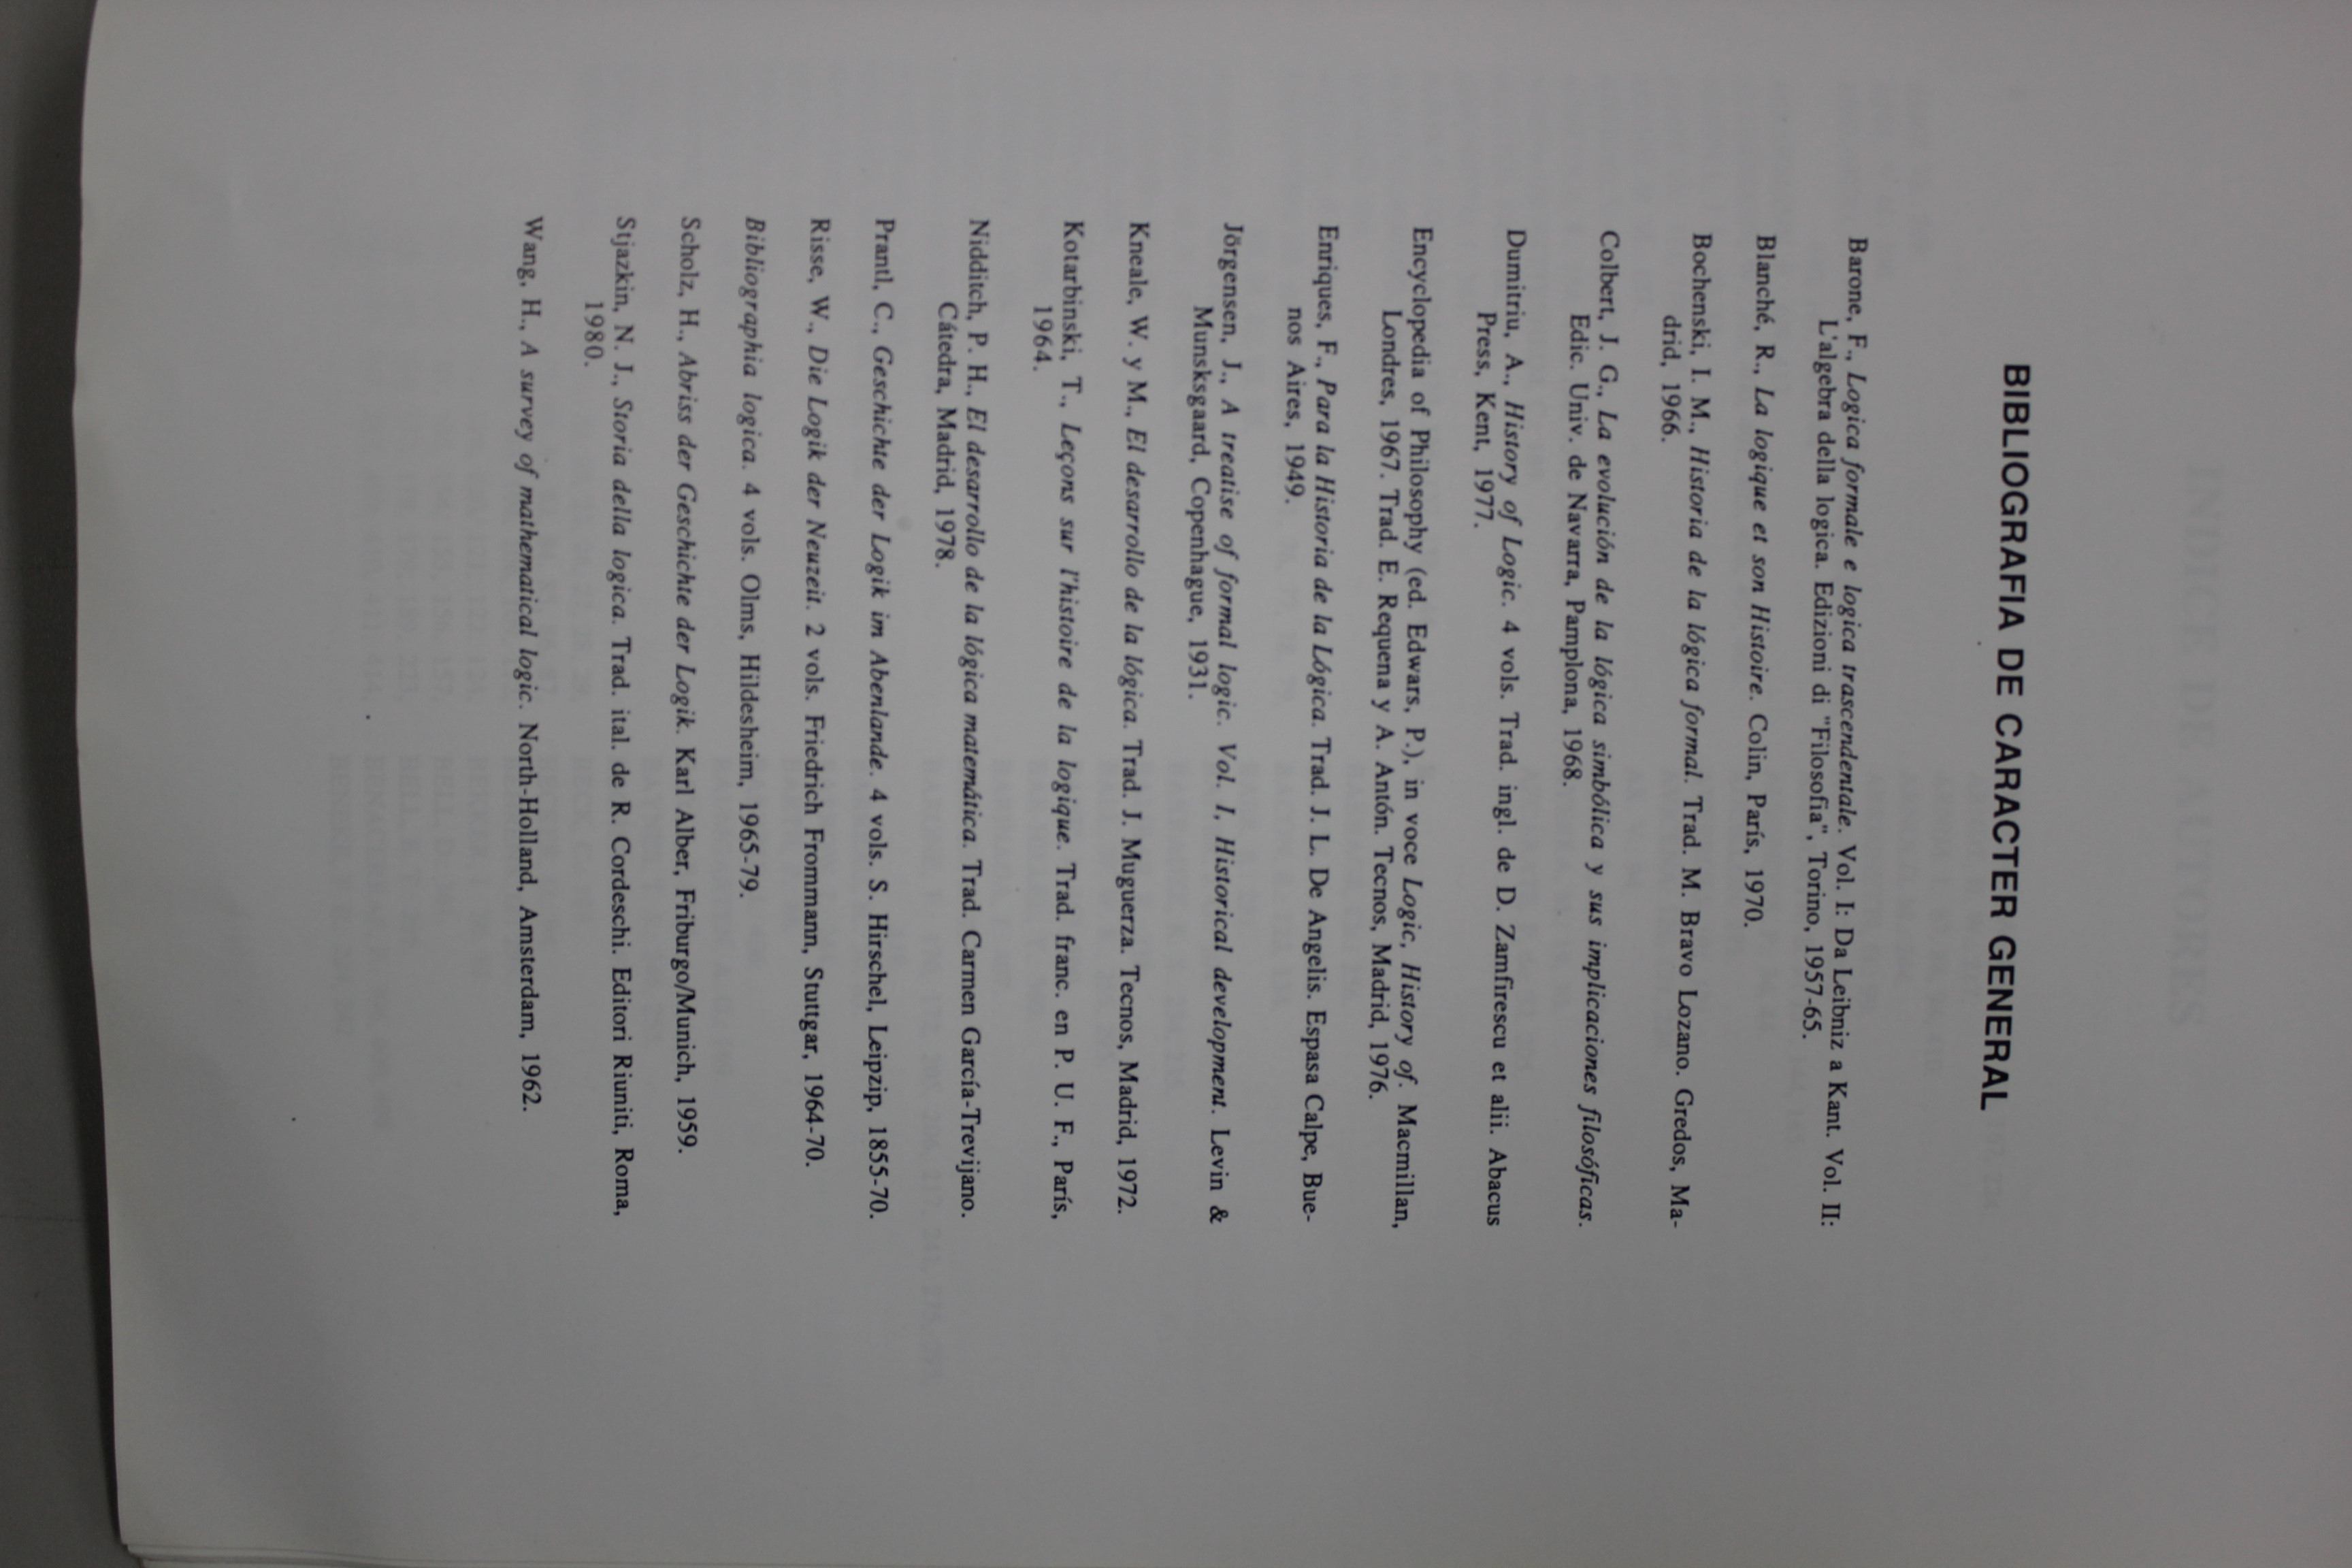 BIBLIOGRAFIA DE CARACTER GENERAL
Barone, F., Logica formale e logica trascendentale. Vol. I: Da Leibniz a Kant. Vol. II:
L'algebra della logica. Edizioni di "Filosofia", Torino, 1957-65.
Blanché, R., La logique et son Histoire. Colin, París, 1970.
Bochenski, I. M., Historia de la lógica formal. Trad. M. Bravo Lozano. Gredos, Ma-
drid, 1966.
Colbert, J. G., La evolución de la lógica simbólica y sus implicaciones filosóficas.
Edic. Univ. de Navarra, Pamplona, 1968.
Dumitriu, A., History of Logic. 4 vols. Trad. ingl. de D. Zamfirescu et alii. Abacus
Press, Kent, 1977.
Encyclopedia of Philosophy (ed. Edwars, P.), in voce Logic, History of. Macmillan,
Londres, 1967. Trad. E. Requena y A. Antón. Tecnos, Madrid, 1976.
Enriques, F., Para la Historia de la Lógica. Trad. J. L. De Angelis. Espasa Calpe, Bue-
nos Aires, 1949.
Jörgensen, J., A treatise of formal logic. Vol. I, Historical development. Levin &
Munsksgaard, Copenhague, 1931.
Kneale, W. y M., El desarrollo de la lógica. Trad. J. Muguerza. Tecnos, Madrid, 1972.
Kotarbinski, T., Leçons sur l'histoire de la logique. Trad. franc. en P. U. F., París,
1964.
Nidditch, P. H., El desarrollo de la lógica matemática. Trad. Carmen García-Trevijano.
Cátedra, Madrid, 1978.
Prantl, C., Geschichte der Logik im Abenlande. 4 vols. S. Hirschel, Leipzip, 1855-70.
Risse, W., Die Logik der Neuzeit. 2 vols. Friedrich Frommann, Stuttgar, 1964-70.
Bibliographia logica. 4 vols. Olms, Hildesheim, 1965-79.
Scholz, H., Abriss der Geschichte der Logik. Karl Alber, Friburgo/Munich, 1959.
Stjazkin, N. J., Storia della logica. Trad. ital. de R. Cordeschi. Editori Riuniti, Roma,
1980.
Wang, H., A survey of mathematical logic. North-Holland, Amsterdam, 1962.